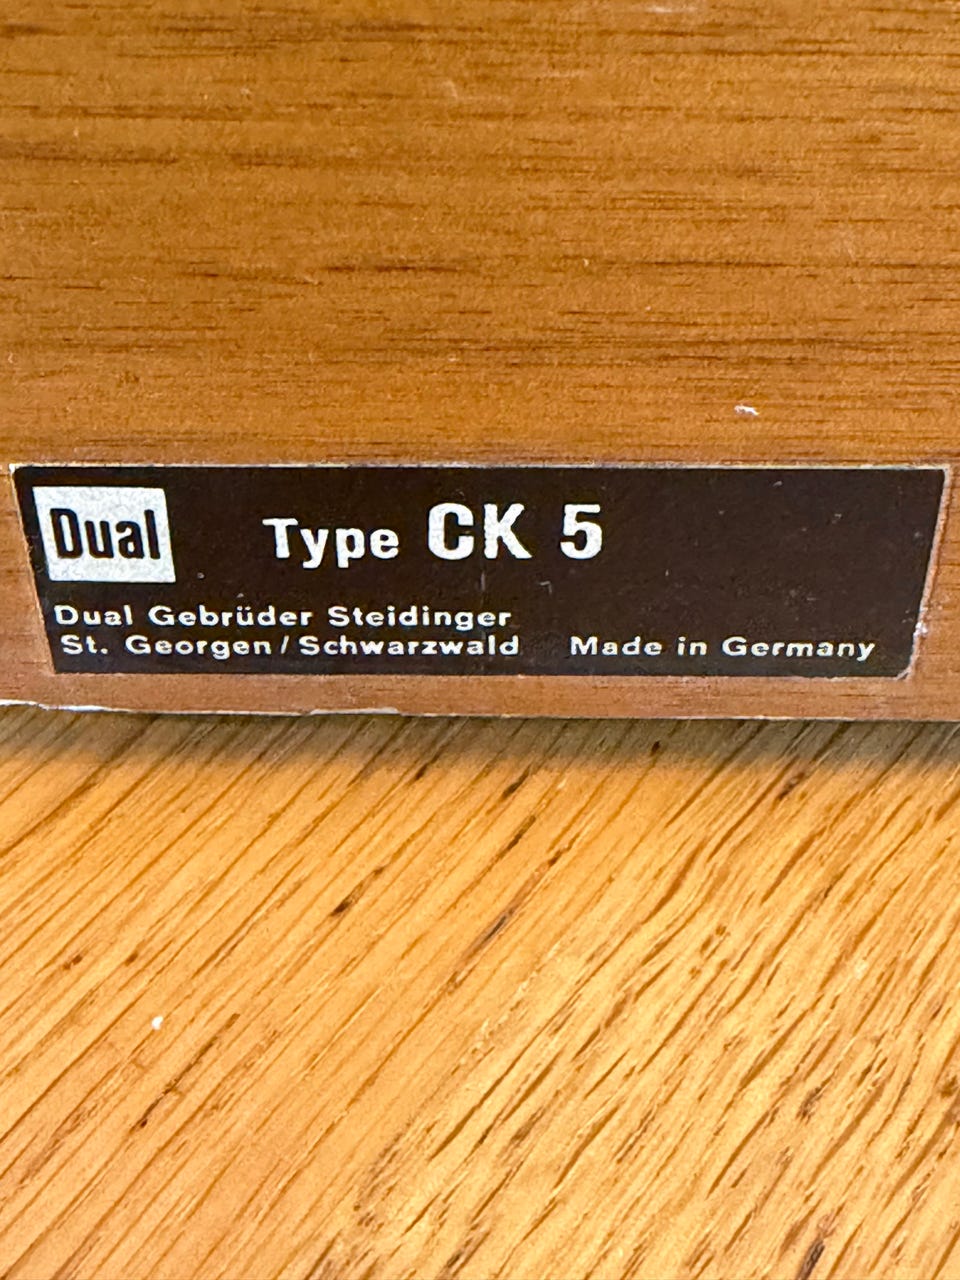 Dual
Type CK 5
Dual Gebrüder Steidinger
St. Georgen/Schwarzwald Made in Germany